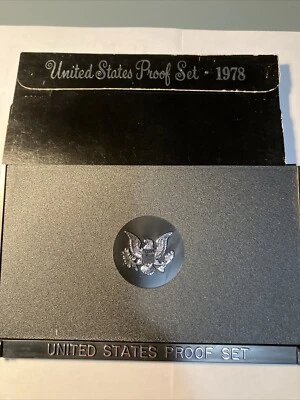 United States Proof Set · 1978
UNITED STATES PROOF SET